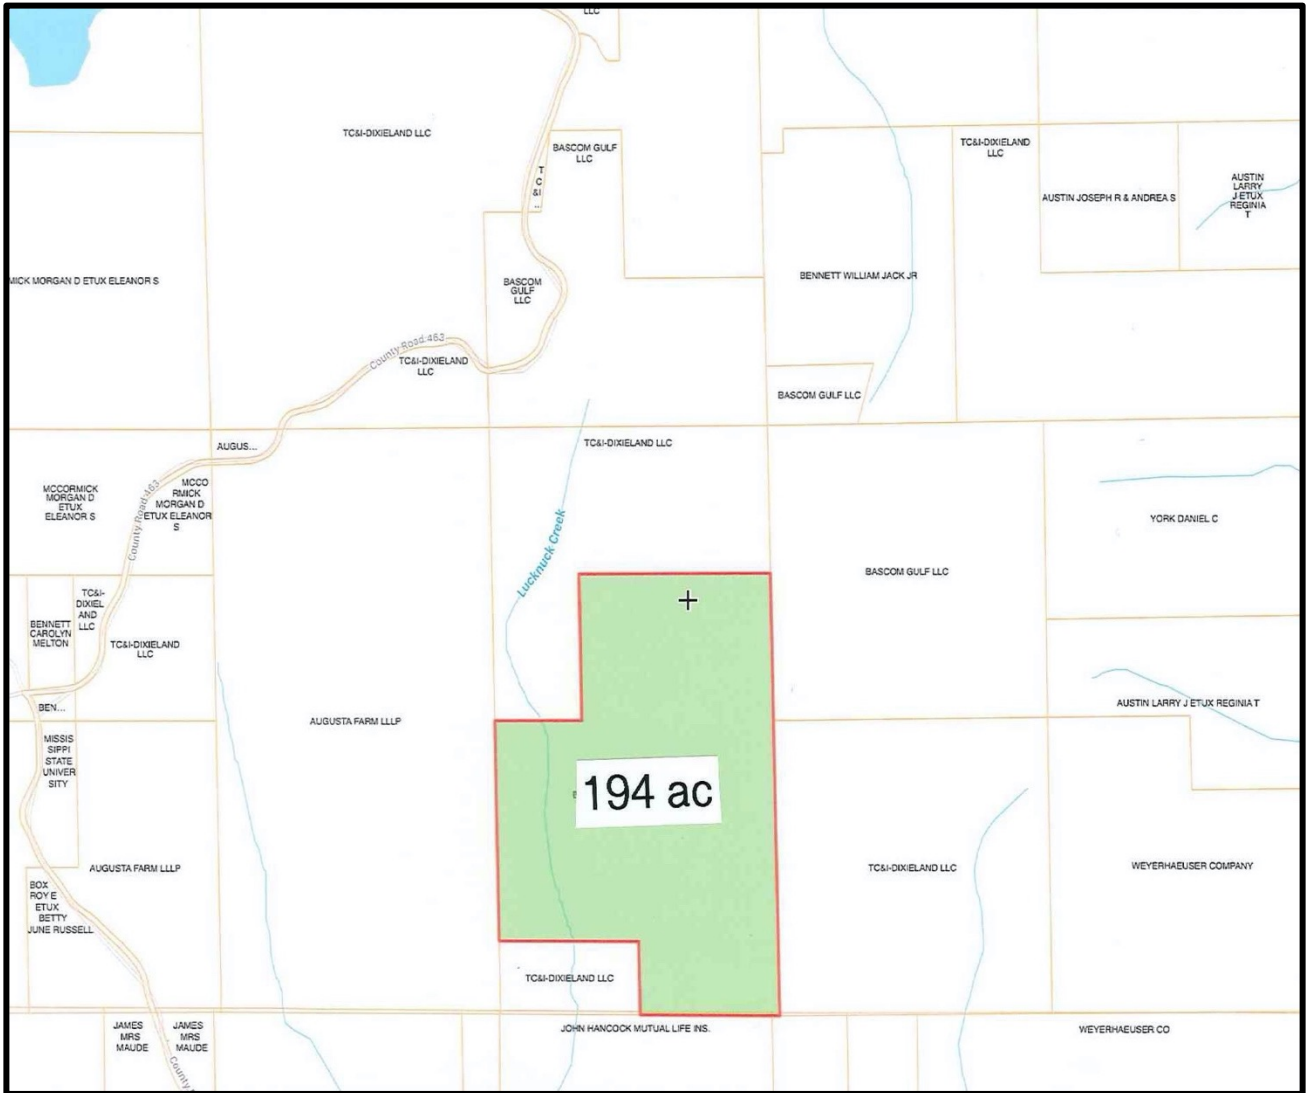 LLC
TC&I-DIXIELAND LLC
BASCOM GULF
LLC
TC&I-DIXIELAND
LLC
T
C
&I
...
AUSTIN
LARRY
J ETUX
REGINIA
T
AUSTIN JOSEPH R & ANDREA S
MICK MORGAN D ETUX ELEANOR S
BASCOM
GULF
LLC
BENNETT WILLIAM JACK JR
County Road 463
TC&I-DIXIELAND
LLC
BASCOM GULF LLC
AUGUS...
TC&I-DIXIELAND LLC
MCCORMICK
MORGAN D
ETUX
ELEANOR S
County Road 463
MCCO
RMICK
MORGAN D
ETUX ELEANOR
S
Lucknuck Creek
YORK DANIEL C
BASCOM GULF LLC
TC&I-
DIXIEL
AND
LLC
BENNETT
CAROLYN
MELTON
TC&I-DIXIELAND
LLC
BEN...
AUGUSTA FARM LLLP
AUSTIN LARRY J ETUX REGINIA T
MISSIS
SIPPI
STATE
UNIVER
SITY
194 ac
AUGUSTA FARM LLLP
TC&I-DIXIELAND LLC
WEYERHAEUSER COMPANY
BOX
ROY E
ETUX
BETTY
JUNE RUSSELL
TC&I-DIXIELAND LLC
JAMES
MRS
MAUDE
JAMES
MRS
MAUDE
JOHN HANCOCK MUTUAL LIFE INS.
WEYERHAEUSER CO
County